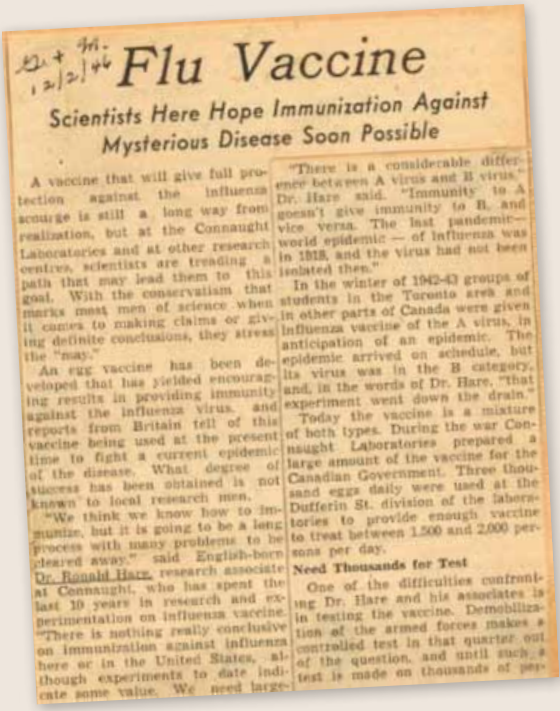 G + M.
12/2/46
Flu Vaccine
Scientists Here Hope Immunization Against
Mysterious Disease Soon Possible
A vaccine that will give full pro-
tection against the influenza
scourge is still a long way from
realization, but at the Connaught
Laboratories and at other research
centres, scientists are treading a
path that may lead them to this
goal. With the conservatism that
marks most men of science when
it comes to making claims or giv-
ing definite conclusions, they stress
the "may."
An egg vaccine has been de-
veloped that has yielded encourag-
ing results in providing immunity
against the influenza virus, and
reports from Britain tell of this
vaccine being used at the present
time to fight a current epidemic
of the disease. What degree of
success has been obtained is not
known to local research men.
"We think we know how to im-
munize, but it is going to be a long
process with many problems to be
cleared away," said English-born
Dr. Ronald Hare, research associate
at Connaught, who has spent the
last 10 years in research and ex-
perimentation on influenza vaccine.
"There is nothing really conclusive
on immunization against influenza
here or in the United States, al-
though experiments to date indi-
cate some value. We need large-
"There is a considerable differ-
ence between A virus and B virus,"
Dr. Hare said. "Immunity to A
doesn't give immunity to B, and
vice versa. The last pandemic—
world epidemic — of influenza was
in 1918, and the virus had not been
isolated then."
In the winter of 1942-43 groups of
students in the Toronto area and
in other parts of Canada were given
influenza vaccine of the A virus, in
anticipation of an epidemic. The
epidemic arrived on schedule, but
its virus was in the B category,
and, in the words of Dr. Hare, "that
experiment went down the drain."
Today the vaccine is a mixture
of both types. During the war Con-
naught Laboratories prepared a
large amount of the vaccine for the
Canadian Government. Three thou-
sand eggs daily were used at the
Dufferin St. division of the labora-
tories to provide enough vaccine
to treat between 1,500 and 2,000 per-
sons per day.
Need Thousands for Test
One of the difficulties confront-
ing Dr. Hare and his associates is
in testing the vaccine. Demobiliza-
tion of the armed forces makes a
controlled test in that quarter out
of the question, and until such a
test is made on thousands of peo-